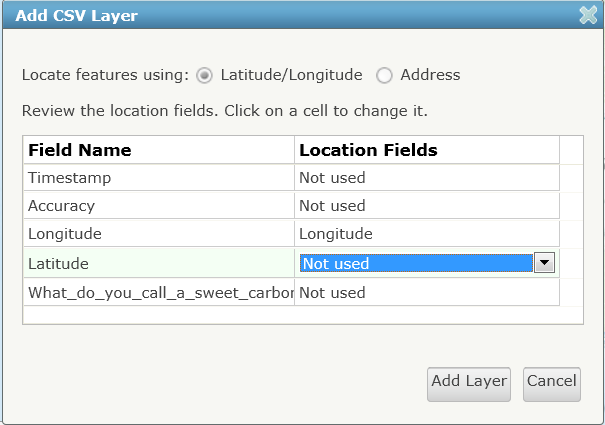 Add CSV Layer
Locate features using: Latitude/Longitude Address
Review the location fields. Click on a cell to change it.
Field Name Location Fields
Timestamp Not used
Accuracy Not used
Longitude Longitude
Latitude Not used
What_do_you_call_a_sweet_carbor Not used
Add Layer Cancel